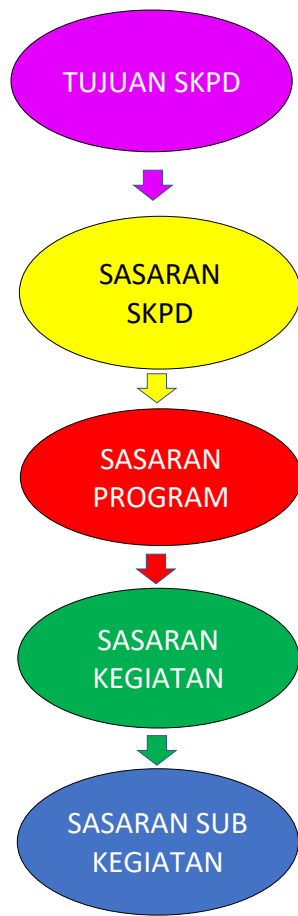 TUJUAN SKPD
SASARAN
SKPD
SASARAN
PROGRAM
SASARAN
KEGIATAN
SASARAN SUB
KEGIATAN